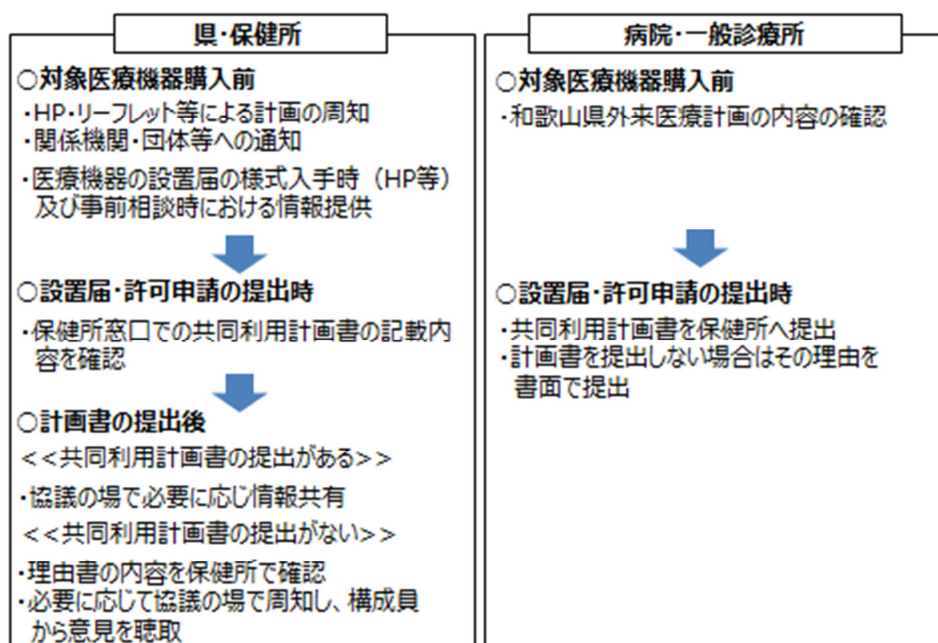 県・保健所
○対象医療機器購入前
・HP・リーフレット等による計画の周知
・関係機関・団体等への通知
・医療機器の設置届の様式入手時（HP等）
及び事前相談時における情報提供
○設置届・許可申請の提出時
・保健所窓口での共同利用計画書の記載内
容を確認
○計画書の提出後
<<共同利用計画書の提出がある>>
・協議の場で必要に応じ情報共有
<<共同利用計画書の提出がない>>
・理由書の内容を保健所で確認
・必要に応じて協議の場で周知し、構成員
から意見を聴取
病院・一般診療所
○対象医療機器購入前
・和歌山県外来医療計画の内容の確認
○設置届・許可申請の提出時
・共同利用計画書を保健所へ提出
・計画書を提出しない場合はその理由を
書面で提出